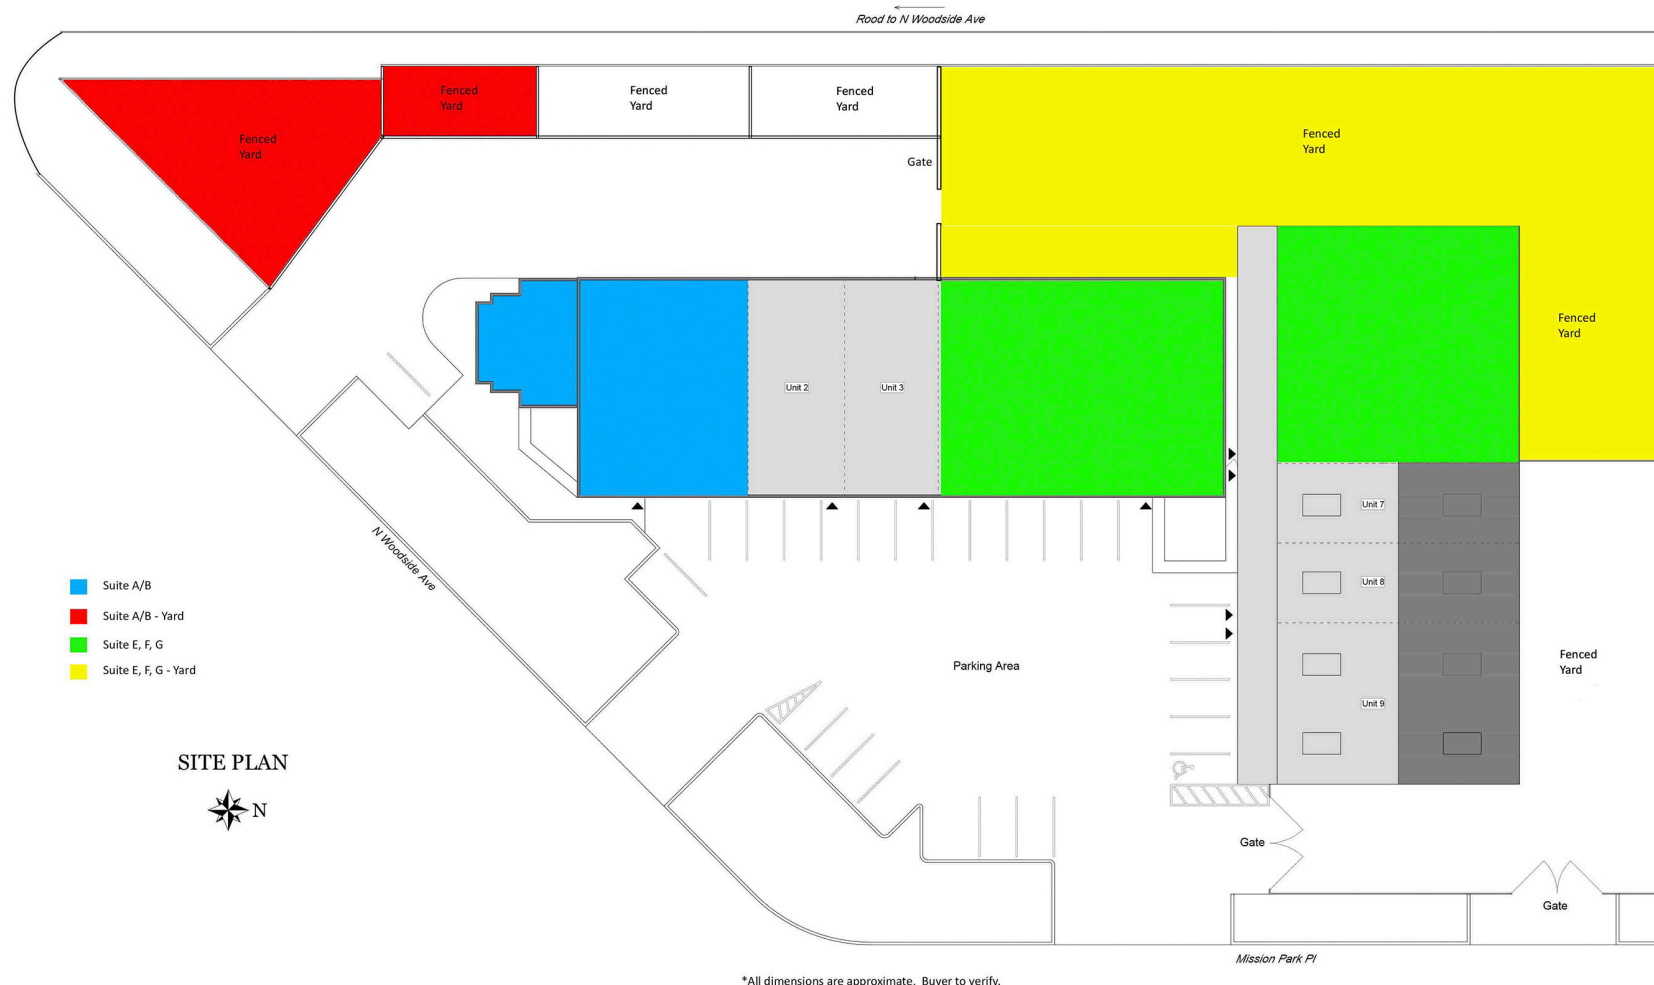 Rood to N Woodside Ave
Fenced
Yard
Fenced
Yard
Fenced
Yard
Fenced
Yard
Fenced
Yard
Gate
Fenced
Yard
Unit 2
Unit 3
Unit 7
Unit 8
Unit 9
Fenced
Yard
N Woodside Ave
Parking Area
Suite A/B
Suite A/B - Yard
Suite E, F, G
Suite E, F, G - Yard
SITE PLAN
N
Gate
Gate
Mission Park Pl
*All dimensions are approximate. Buyer to verify.